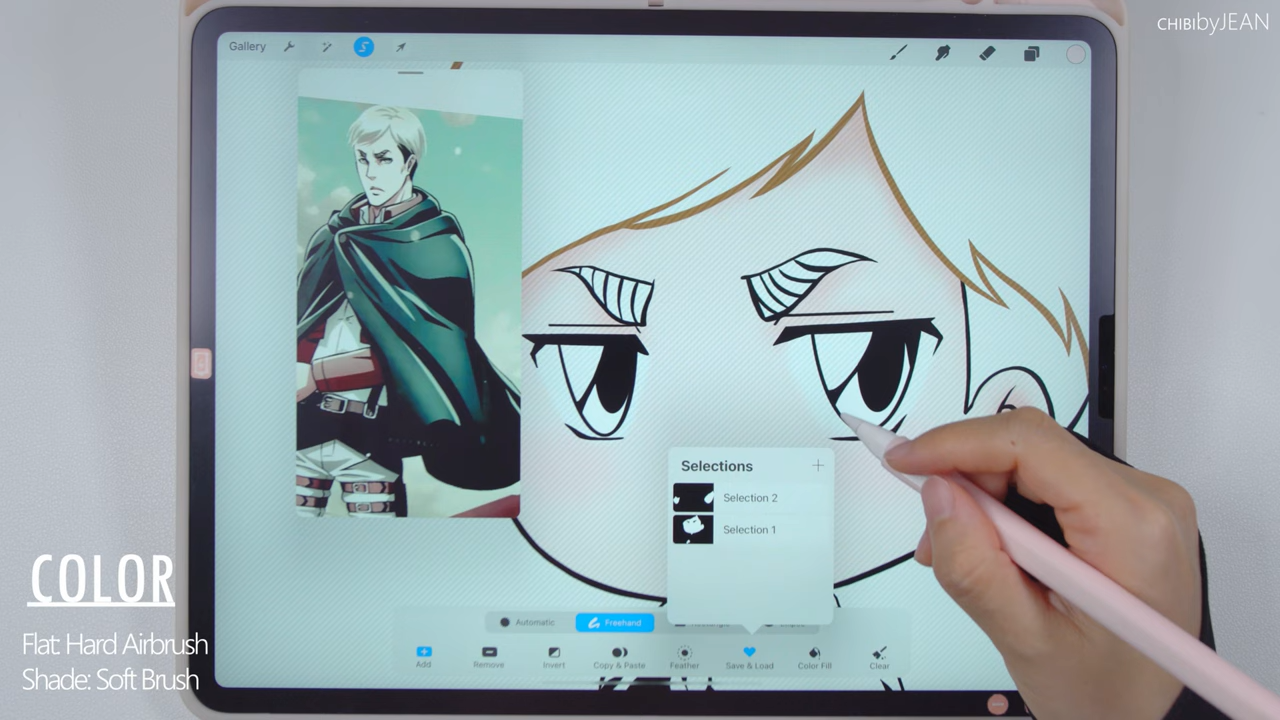 CHIBIbyJEAN
Gallery
Selections
Selection 2
Selection 1
Automatic
Freehand
Add
Remove
Invert
Copy & Paste
Feather
Save & Load
Color Fill
Clear
COLOR
Flat: Hard Airbrush
Shade: Soft Brush